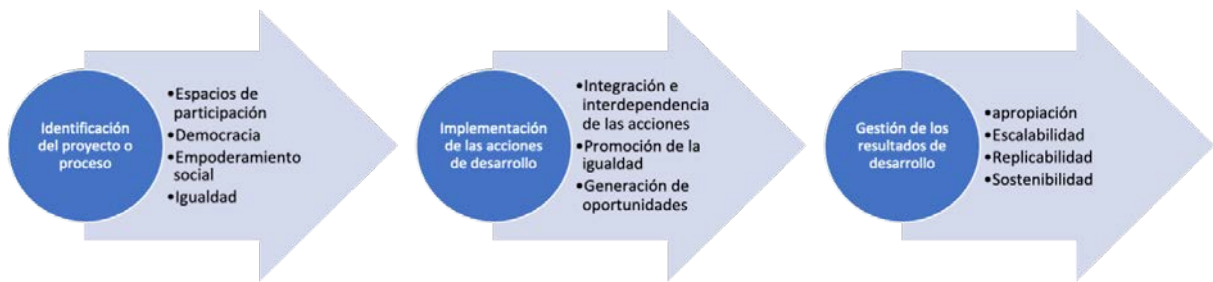 Identificación
del proyecto o
proceso
•Espacios de
participación
•Democracia
•Empoderamiento
social
•Igualdad
Implementación
de las acciones
de desarrollo
•Integración e
interdependencia
de las acciones
•Promoción de la
igualdad
•Generación de
oportunidades
Gestión de los
resultados de
desarrollo
•apropiación
•Escalabilidad
•Replicabilidad
•Sostenibilidad